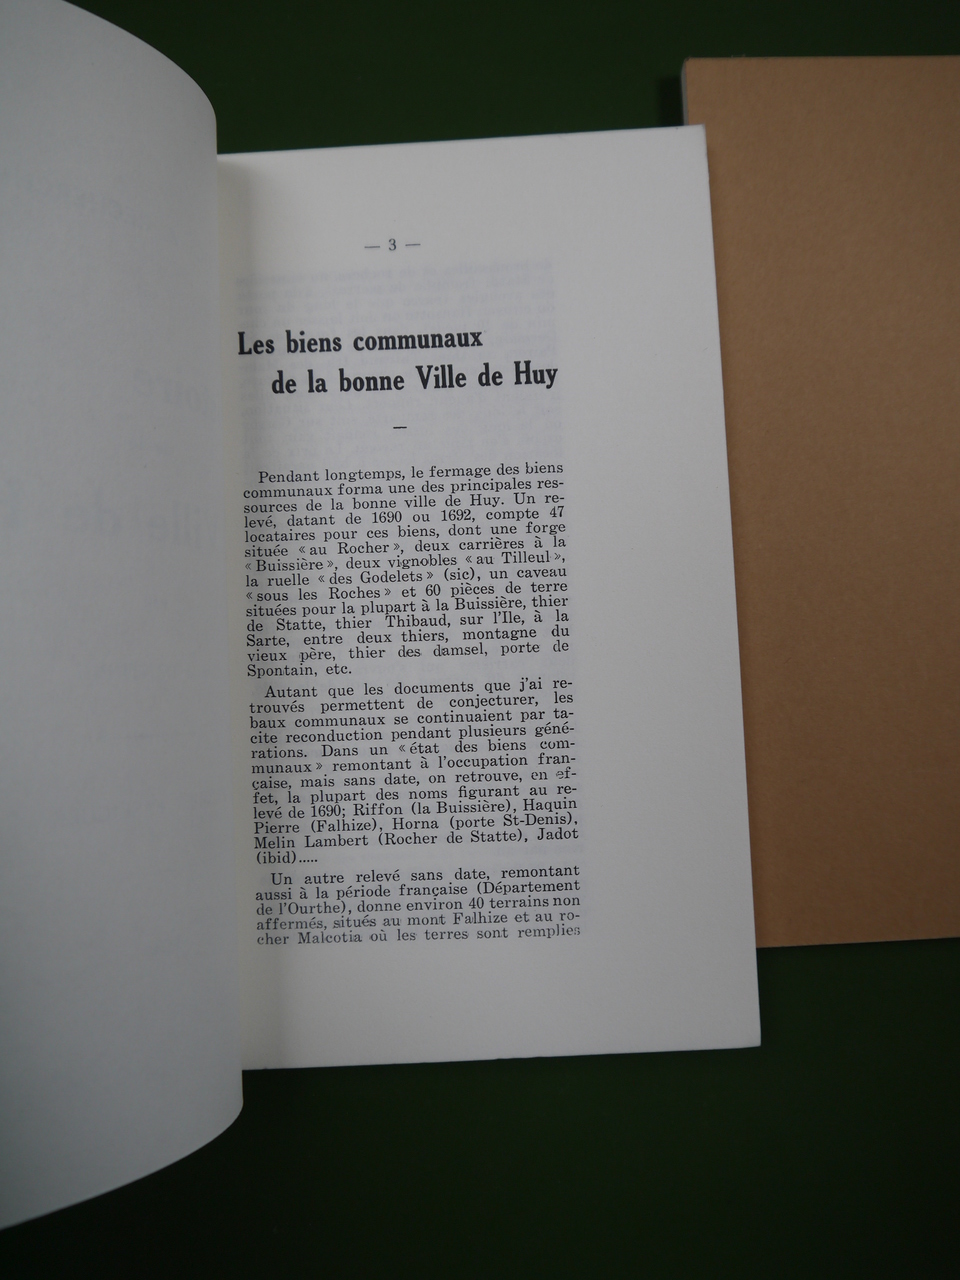 — 3 —
Les biens communaux
de la bonne Ville de Huy
—
Pendant longtemps, le fermage des biens
communaux forma une des principales res-
sources de la bonne ville de Huy. Un re-
levé, datant de 1690 ou 1692, compte 47
locataires pour ces biens, dont une forge
située « au Rocher », deux carrières à la
« Buissière », deux vignobles « au Tilleul »,
la ruelle « des Godelets » (sic), un caveau
« sous les Roches » et 60 pièces de terre
situées pour la plupart à la Buissière, thier
de Statte, thier Thibaud, sur l'Ile, à la
Sarte, entre deux thiers, montagne du
vieux père, thier des damsel, porte de
Spontain, etc.
Autant que les documents que j'ai re-
trouvés permettent de conjecturer, les
baux communaux se continuaient par ta-
cite reconduction pendant plusieurs géné-
rations. Dans un « état des biens com-
munaux » remontant à l'occupation fran-
çaise, mais sans date, on retrouve, en ef-
fet, la plupart des noms figurant au re-
levé de 1690; Riffon (la Buissière), Haquin
Pierre (Falhize), Horna (porte St-Denis),
Melin Lambert (Rocher de Statte), Jadot
(ibid).....
Un autre relevé sans date, remontant
aussi à la période française (Département
de l'Ourthe), donne environ 40 terrains non
affermés, situés au mont Falhize et au ro-
cher Malcotia où les terres sont remplies